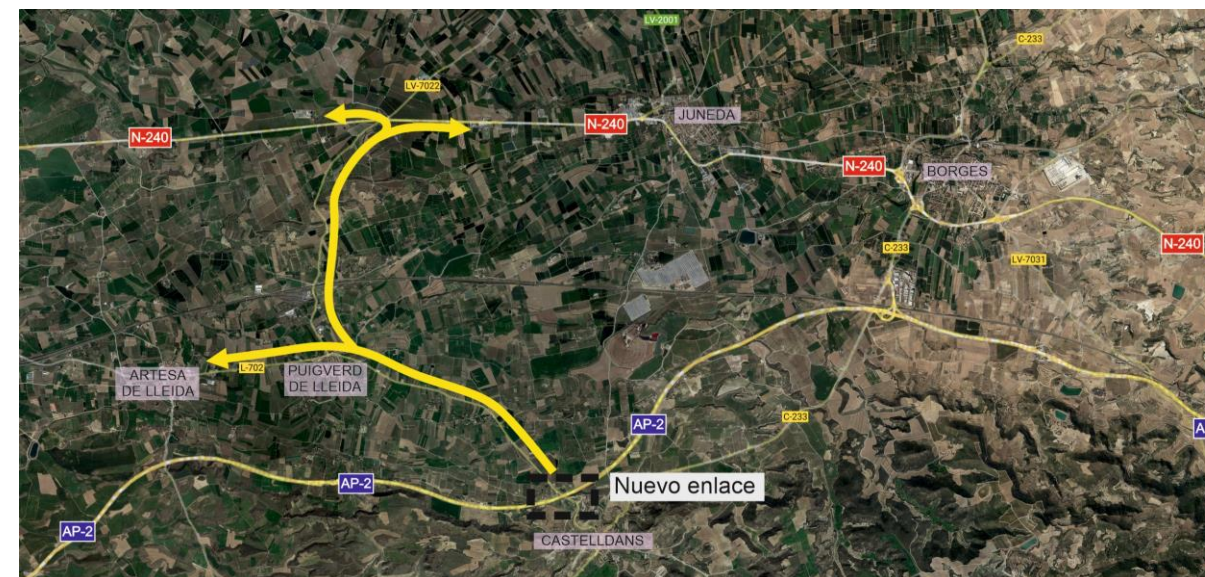 LV-2001
C-233
LV-7022
JUNEDA
N-240
N-240
N-240
BORGES
C-233
N-240
LV-7031
L-702
ARTESA
DE LLEIDA
PUIGVERD
DE LLEIDA
C-233
AP-2
A
AP-2
Nuevo enlace
AP-2
CASTELLDANS